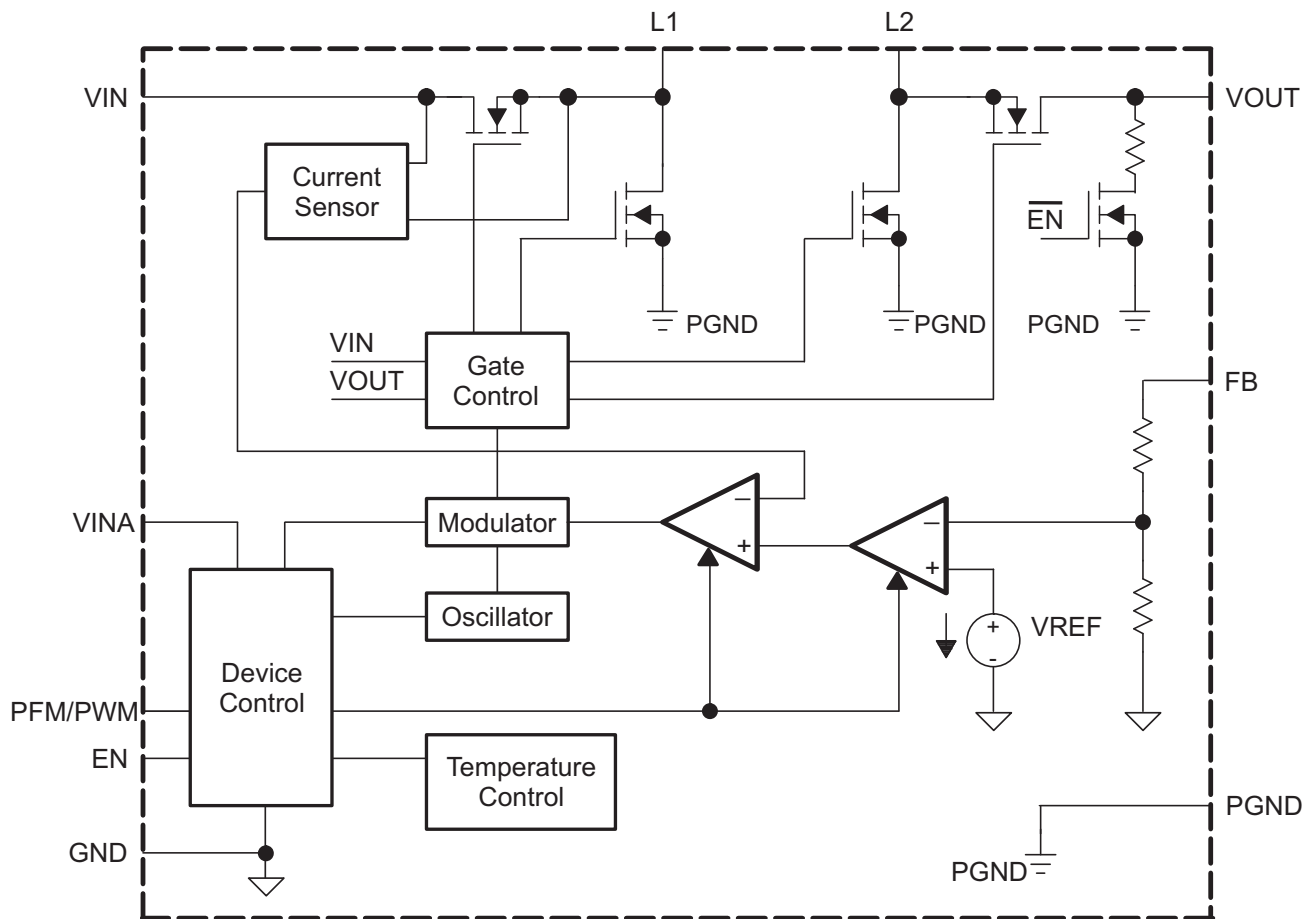 L1
L2
VIN
VOUT
Current
Sensor
EN
PGND
PGND
PGND
VIN
VOUT
Gate
Control
FB
VINA
Modulator
–
+
–
+
Oscillator
+
-
VREF
Device
Control
PFM/PWM
EN
Temperature
Control
PGND
GND
PGND